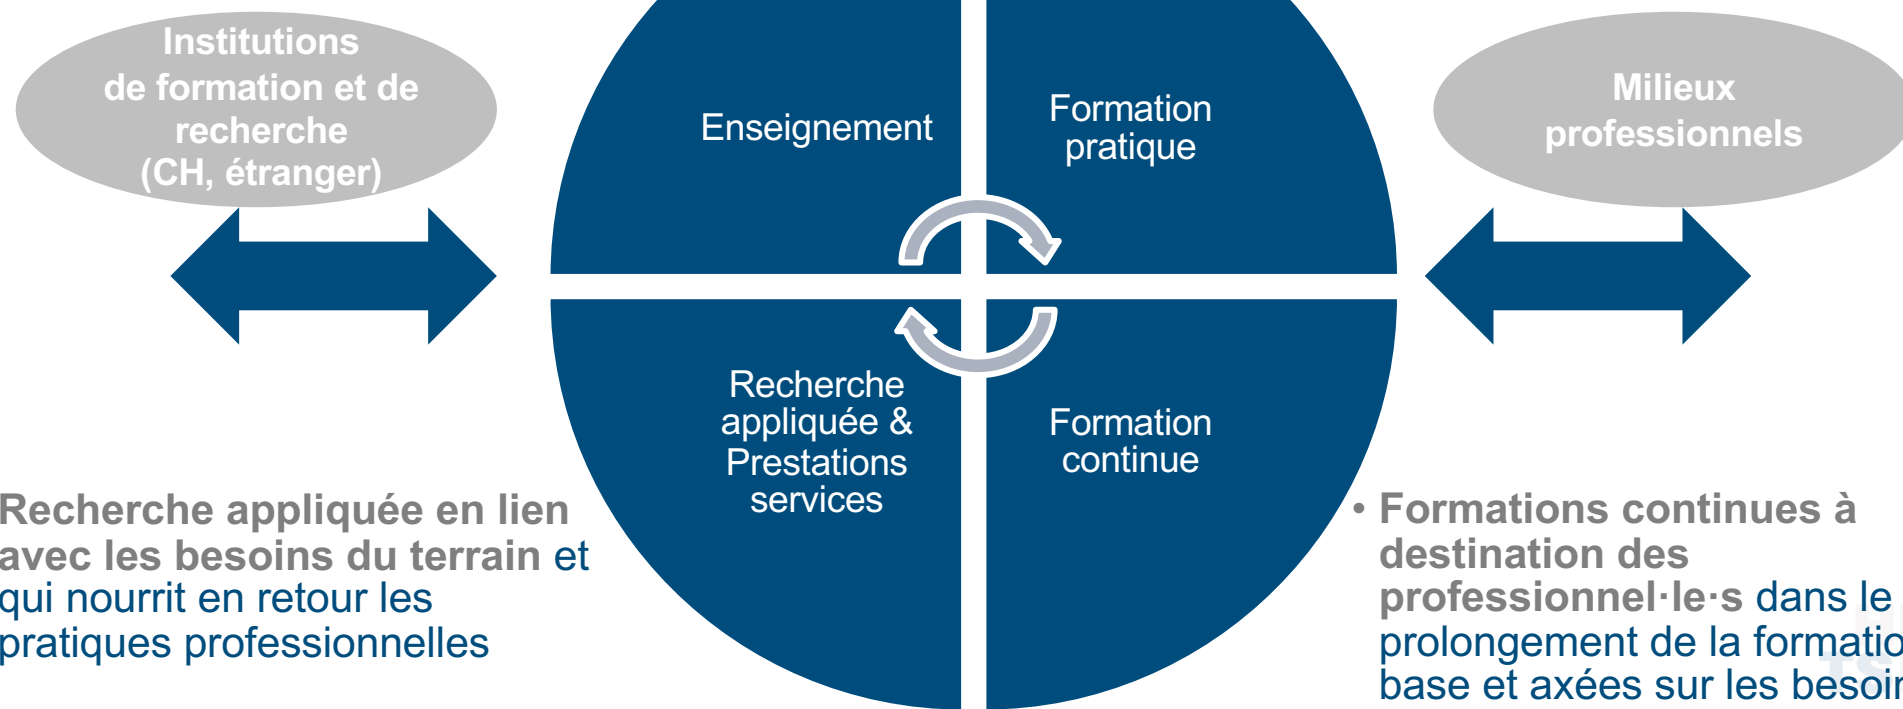 Institutions
de formation et de
recherche
(CH, étranger)
Enseignement
Formation
pratique
Milieux
professionnels
Recherche
appliquée &
Prestations
services
Formation
continue
Recherche appliquée en lien
avec les besoins du terrain et
qui nourrit en retour les
pratiques professionnelles
• Formations continues à
destination des
professionnel·le·s dans le
prolongement de la formatio
base et axées sur les besoin